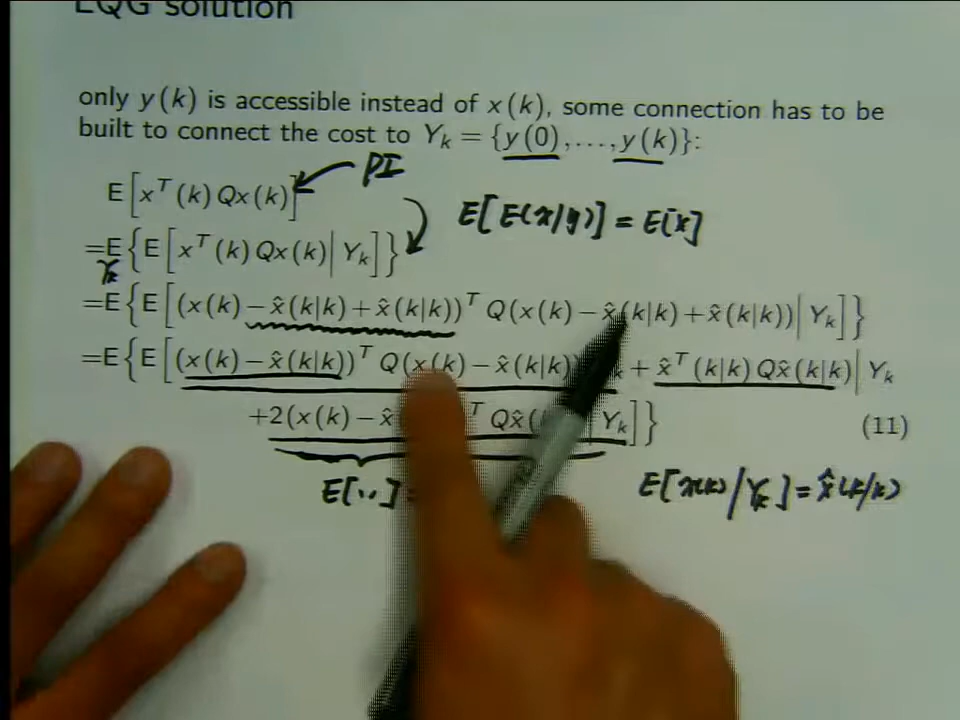 LQG solution
only y(k) is accessible instead of x(k), some connection has to be
built to connect the cost to Y_k = {y(0),...,y(k)}:
E[x^T(k)Qx(k)] PI
E[E(x/y)] = E[x]
=E{E[x^T(k)Qx(k)|Y_k]}
Y_k
=E{E[(x(k)−x̂(k|k)+x̂(k|k))^T Q(x(k)−x̂(k|k)+x̂(k|k))|Y_k]}
=E{E[(x(k)−x̂(k|k))^T Q(x(k)−x̂(k|k) + x̂^T(k|k)Qx̂(k|k)|Y_k
+2(x(k)−x̂ ^T Qx̂( |Y_k]} (11)
E[..] = E[x(k)/Y_k] = x̂(k/k)